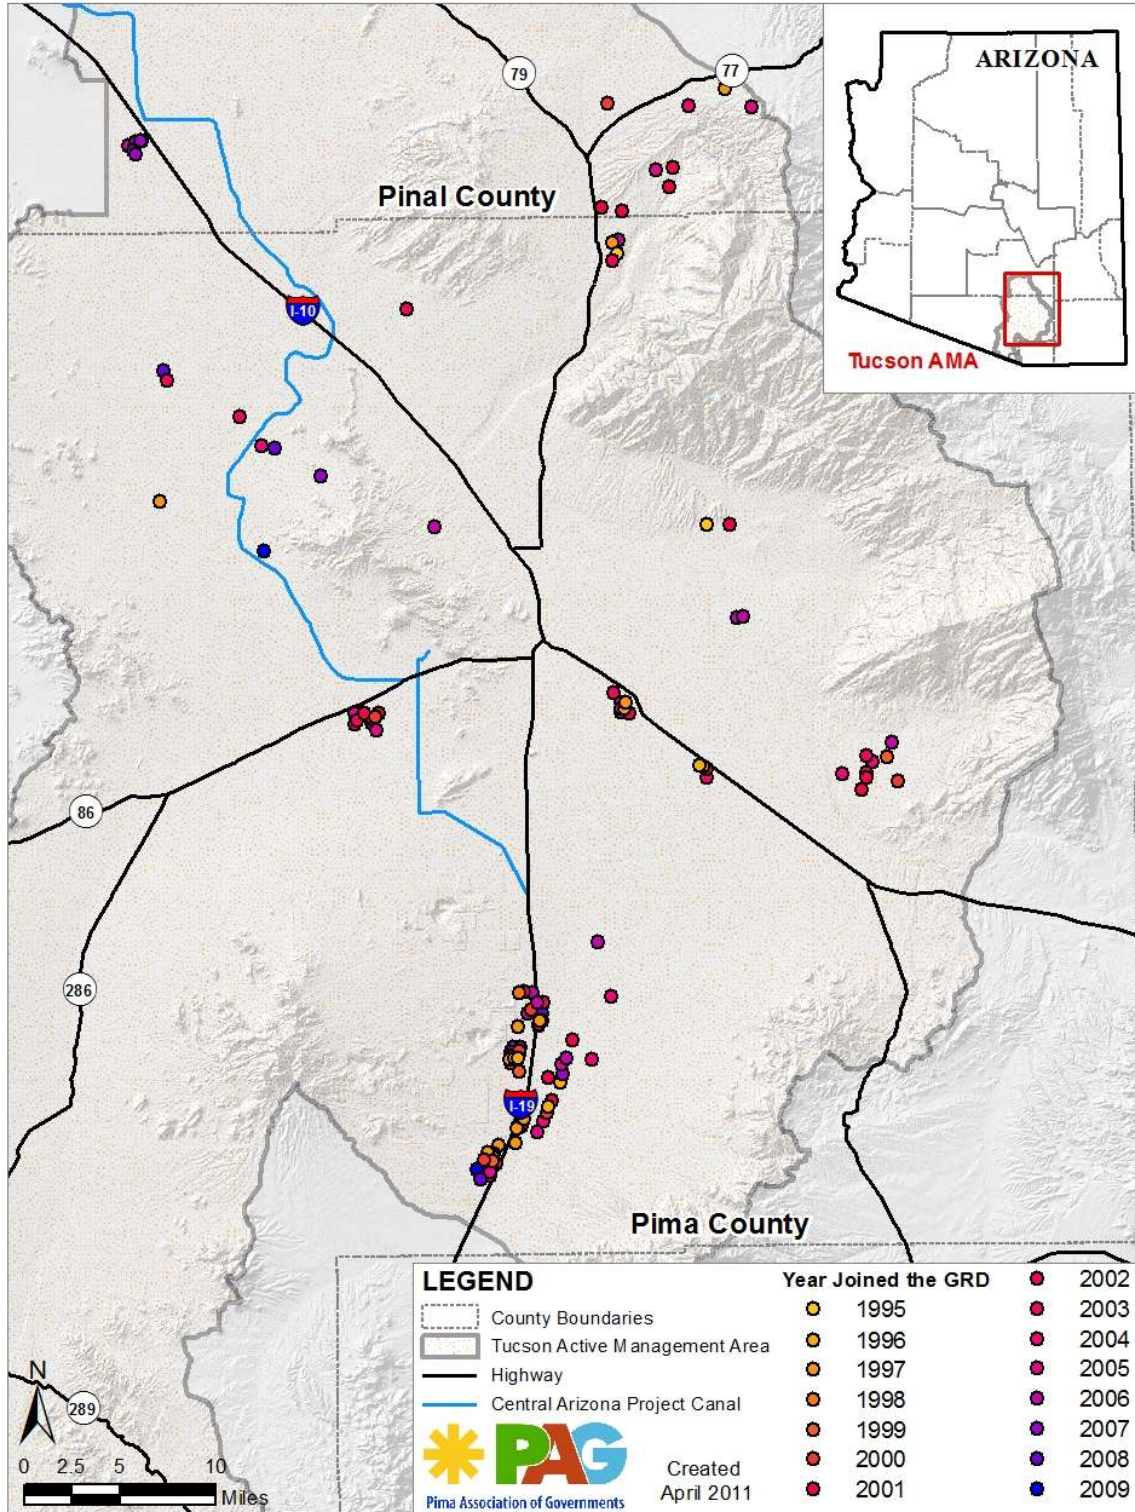 79
77
ARIZONA
Pinal County
I-10
Tucson AMA
86
286
I-19
Pima County
LEGEND
County Boundaries
Tucson Active Management Area
Highway
Central Arizona Project Canal
Year Joined the GRD
1995
1996
1997
1998
1999
2000
2001
2002
2003
2004
2005
2006
2007
2008
2009
N
289
0 2.5 5 10
Miles
PAG
Pima Association of Governments
Created
April 2011